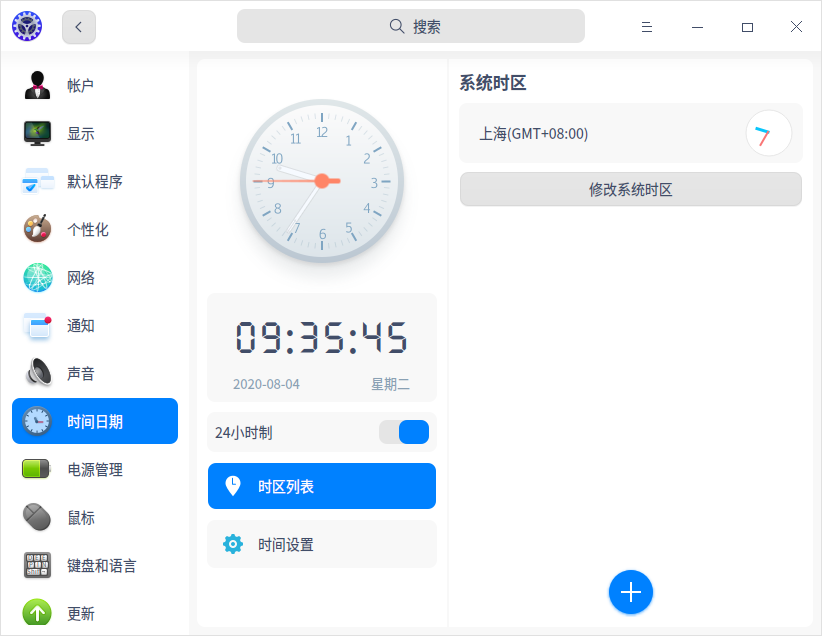 搜索
帐户
显示
默认程序
个性化
网络
通知
声音
时间日期
电源管理
鼠标
键盘和语言
更新
12
1
2
3
4
5
6
7
8
9
10
11
09:35:45
2020-08-04 星期二
24小时制
时区列表
时间设置
系统时区
上海(GMT+08:00)
修改系统时区